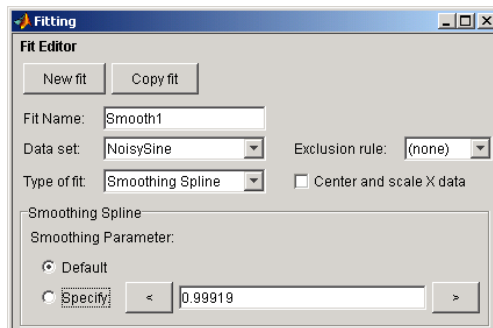 Fitting
Fit Editor
New fit Copy fit
Fit Name: Smooth1
Data set: NoisySine Exclusion rule: (none)
Type of fit: Smoothing Spline Center and scale X data
Smoothing Spline
Smoothing Parameter:
Default
Specify: < 0.99919 >